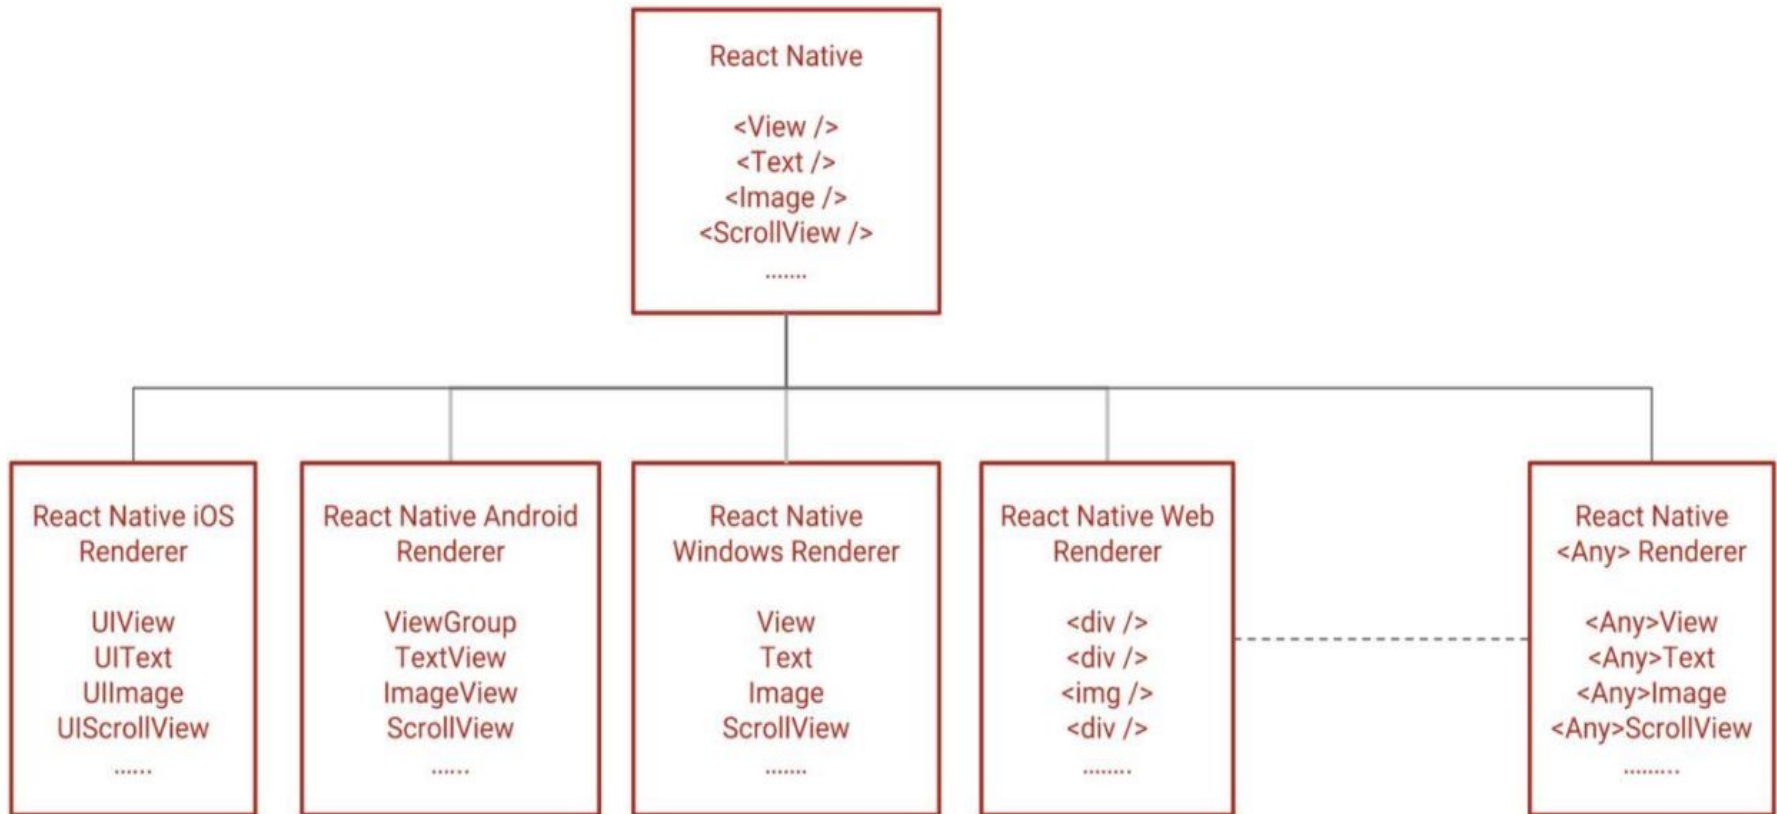 React Native
<View />
<Text />
<Image />
<ScrollView />
.......
React Native iOS
Renderer
UIView
UIText
UIImage
UIScrollView
......
React Native Android
Renderer
ViewGroup
TextView
ImageView
ScrollView
......
React Native
Windows Renderer
View
Text
Image
ScrollView
.......
React Native Web
Renderer
<div />
<div />
<img />
<div />
........
React Native
<Any> Renderer
<Any>View
<Any>Text
<Any>Image
<Any>ScrollView
.........